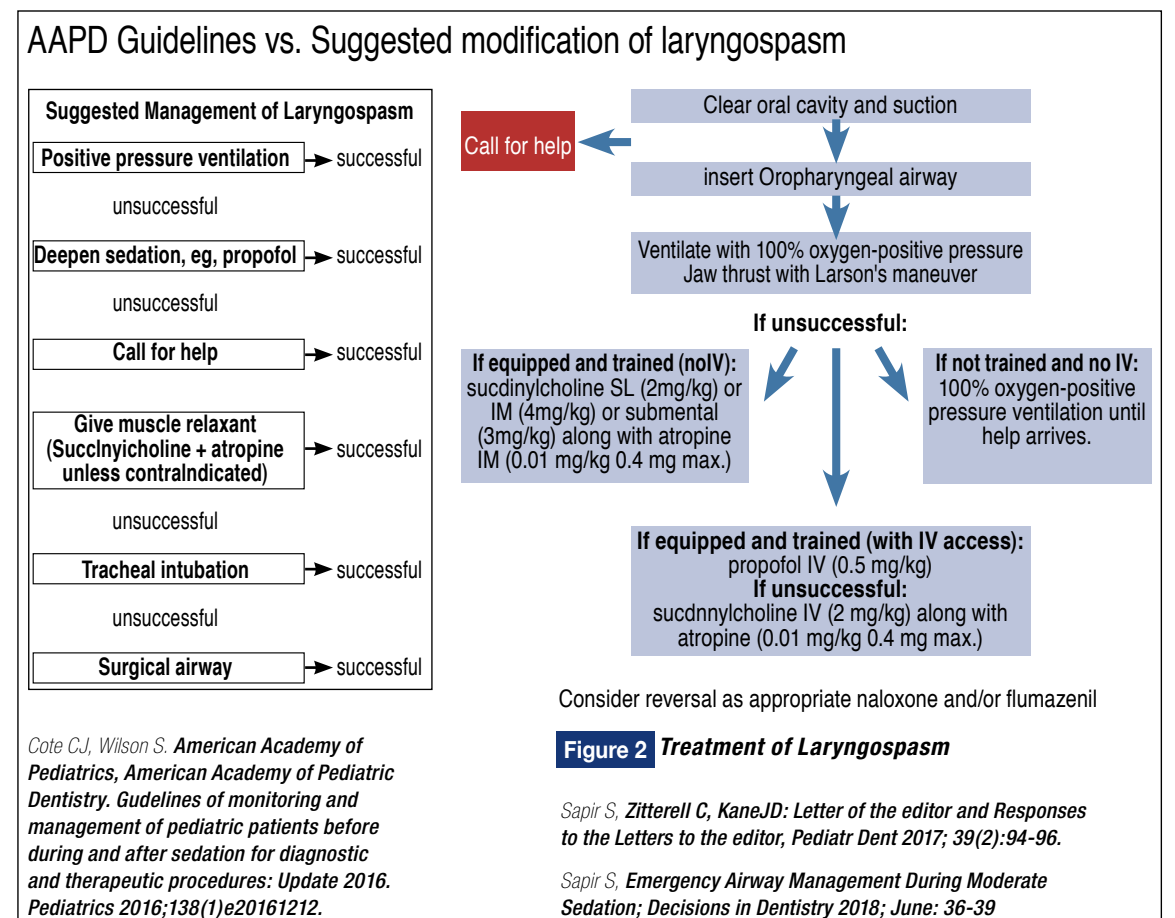 AAPD Guidelines vs. Suggested modification of laryngospasm
Suggested Management of Laryngospasm
Positive pressure ventilation
successful
unsuccessful
Deepen sedation, eg, propofol
successful
unsuccessful
Call for help
successful
Give muscle relaxant
(Succlnyicholine + atropine
unless contraIndicated)
successful
unsuccessful
Tracheal intubation
successful
unsuccessful
Surgical airway
successful
Cote CJ, Wilson S. American Academy of
Pediatrics, American Academy of Pediatric
Dentistry. Gudelines of monitoring and
management of pediatric patients before
during and after sedation for diagnostic
and therapeutic procedures: Update 2016.
Pediatrics 2016;138(1)e20161212.
Clear oral cavity and suction
Call for help
insert Oropharyngeal airway
Ventilate with 100% oxygen-positive pressure
Jaw thrust with Larson's maneuver
If unsuccessful:
If equipped and trained (noIV):
sucdinylcholine SL (2mg/kg) or
IM (4mg/kg) or submental
(3mg/kg) along with atropine
IM (0.01 mg/kg 0.4 mg max.)
If not trained and no IV:
100% oxygen-positive
pressure ventilation until
help arrives.
If equipped and trained (with IV access):
propofol IV (0.5 mg/kg)
If unsuccessful:
sucdnnylcholine IV (2 mg/kg) along with
atropine (0.01 mg/kg 0.4 mg max.)
Consider reversal as appropriate naloxone and/or flumazenil
Figure 2 Treatment of Laryngospasm
Sapir S, Zitterell C, KaneJD: Letter of the editor and Responses
to the Letters to the editor, Pediatr Dent 2017; 39(2):94-96.
Sapir S, Emergency Airway Management During Moderate
Sedation; Decisions in Dentistry 2018; June: 36-39